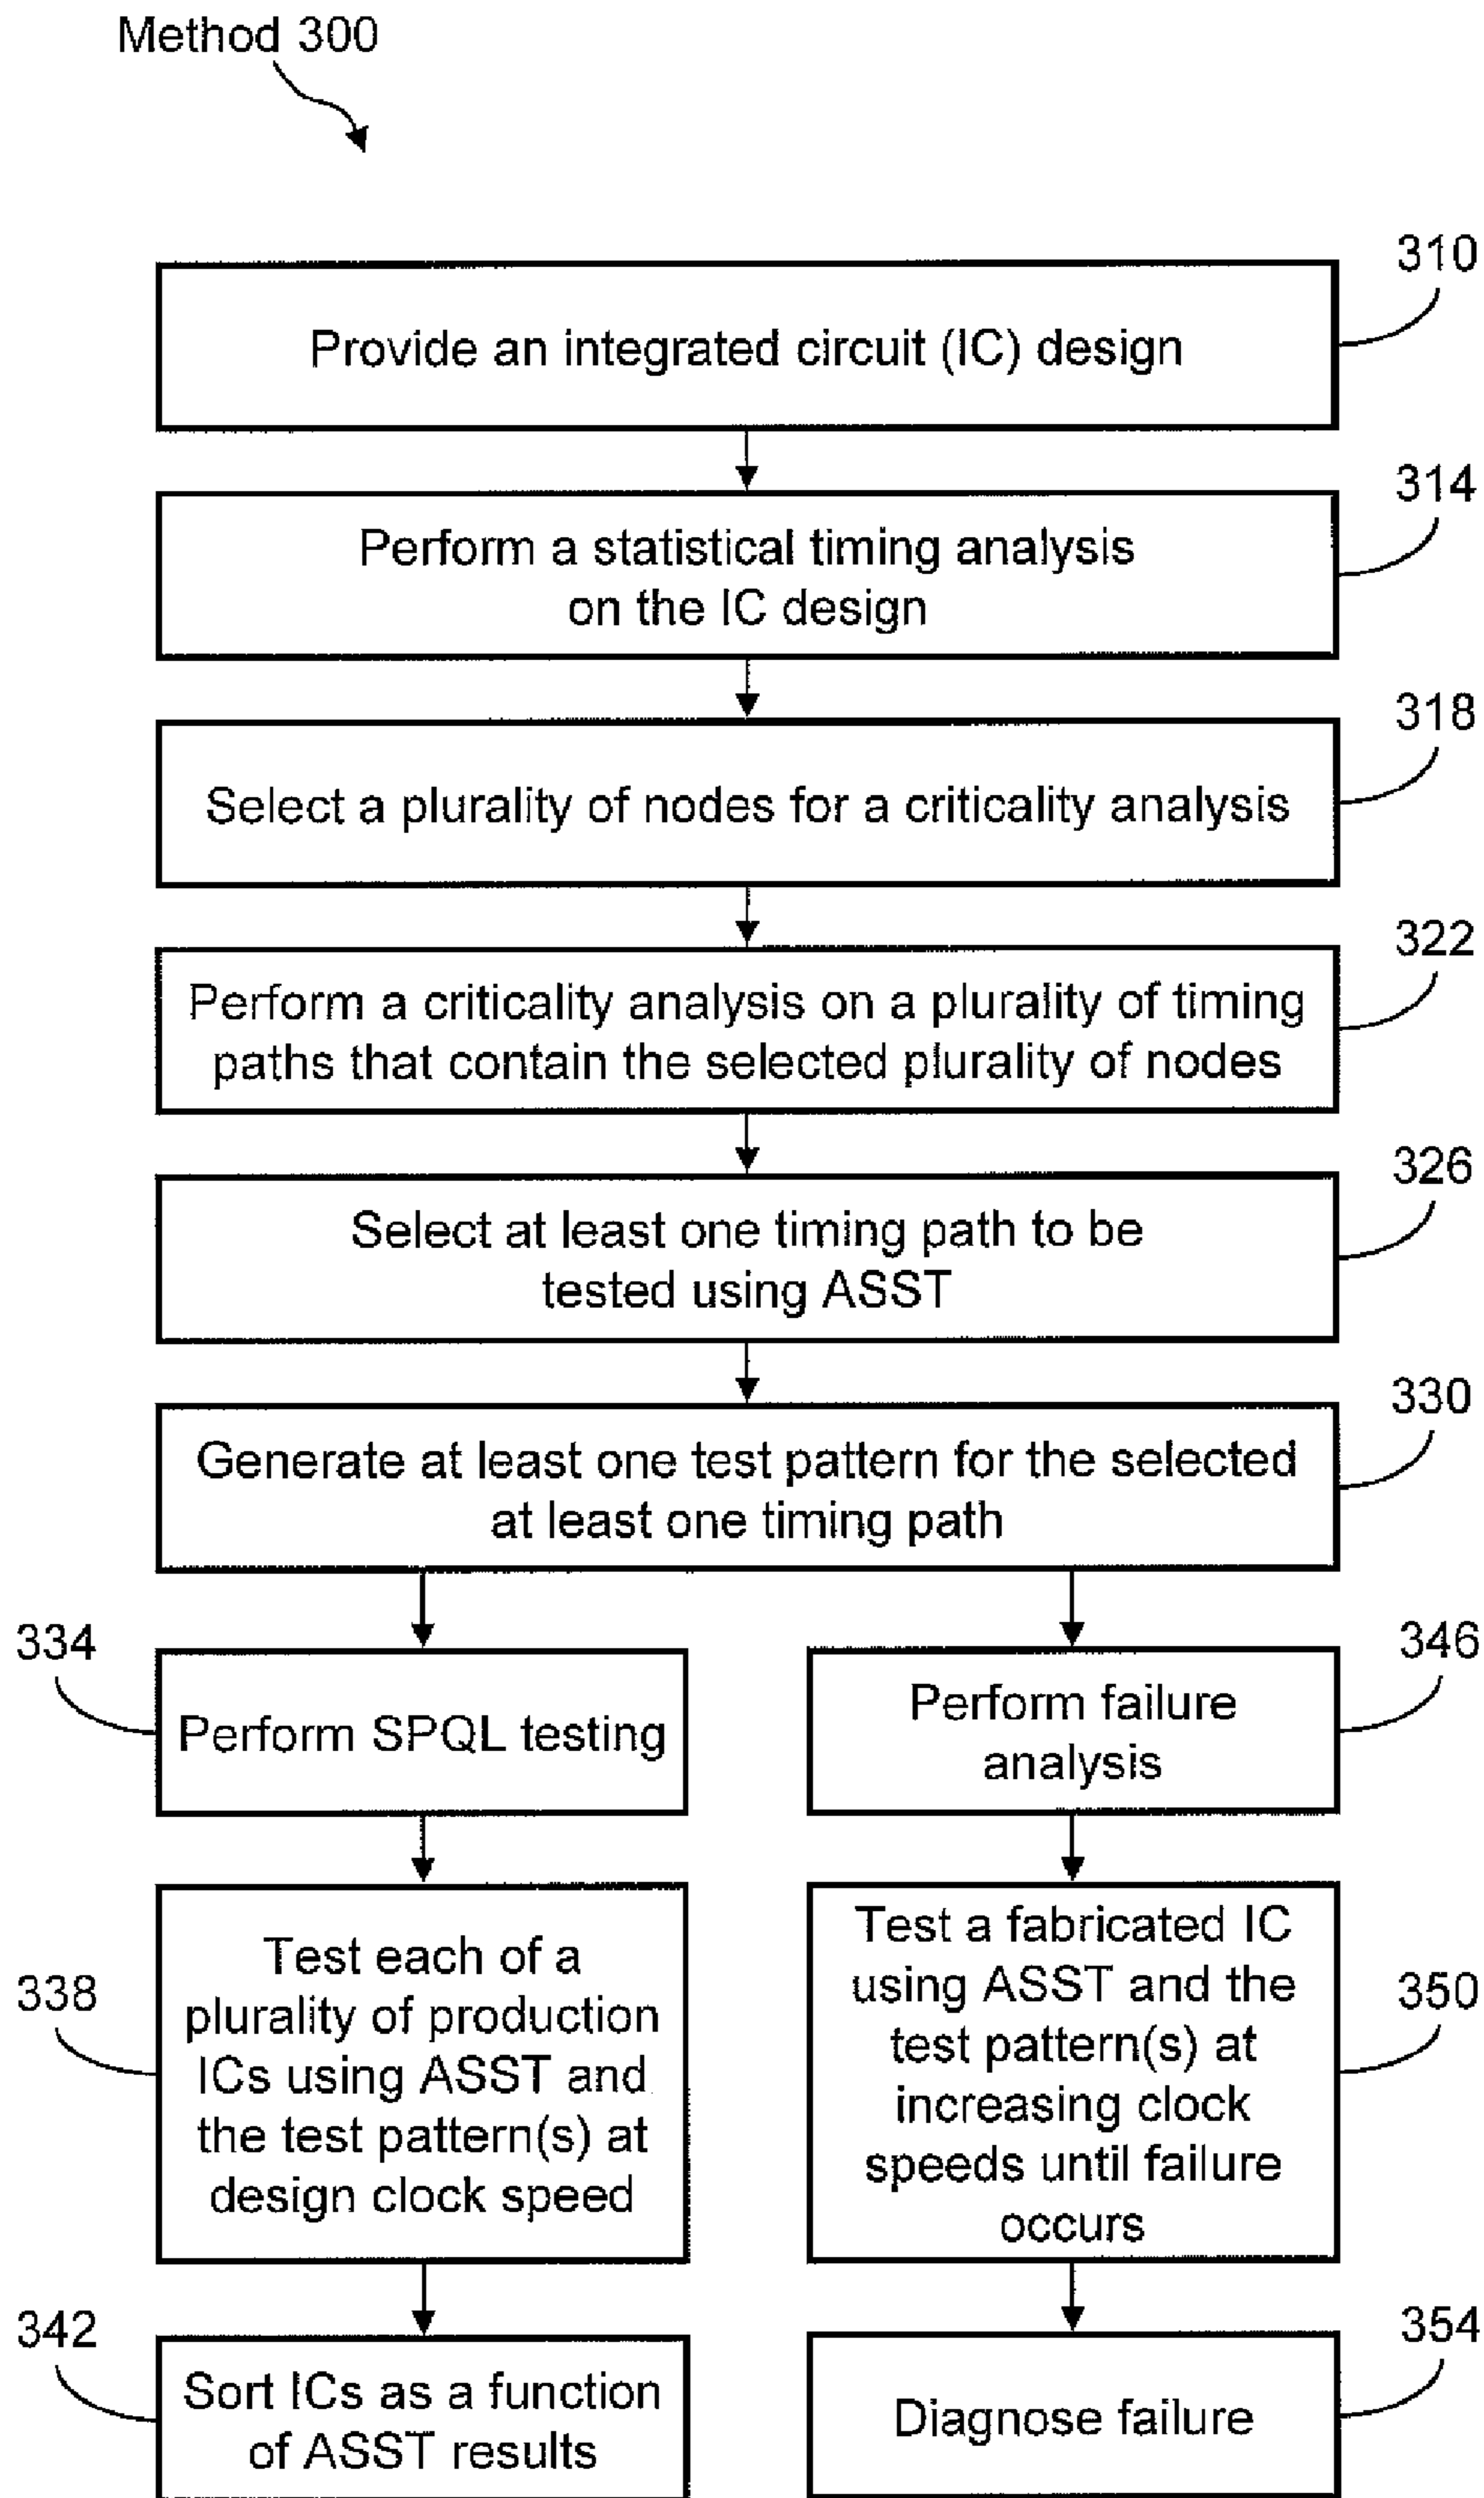 Method 300
310
Provide an integrated circuit (IC) design
314
Perform a statistical timing analysis
on the IC design
318
Select a plurality of nodes for a criticality analysis
322
Perform a criticality analysis on a plurality of timing
paths that contain the selected plurality of nodes
326
Select at least one timing path to be
tested using ASST
330
Generate at least one test pattern for the selected
at least one timing path
334
Perform SPQL testing
346
Perform failure
analysis
338
Test each of a
plurality of production
ICs using ASST and
the test pattern(s) at
design clock speed
350
Test a fabricated IC
using ASST and the
test pattern(s) at
increasing clock
speeds until failure
occurs
342
Sort ICs as a function
of ASST results
354
Diagnose failure